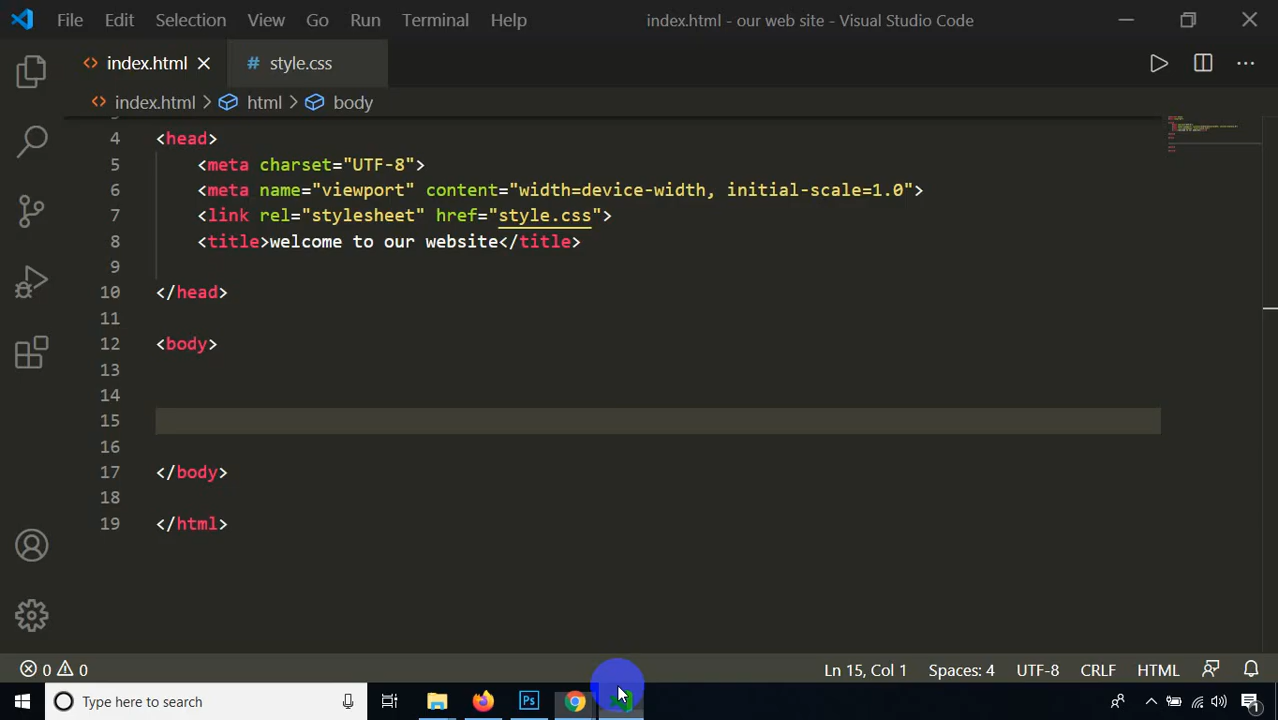 File Edit Selection View Go Run Terminal Help index.html - our web site - Visual Studio Code
index.html style.css
index.html > html > body
4 <head>
5 <meta charset="UTF-8">
6 <meta name="viewport" content="width=device-width, initial-scale=1.0">
7 <link rel="stylesheet" href="style.css">
8 <title>welcome to our website</title>
9
10 </head>
11
12 <body>
13
14
15
16
17 </body>
18
19 </html>
0 0 Ln 15, Col 1 Spaces: 4 UTF-8 CRLF HTML
Type here to search Ps 1